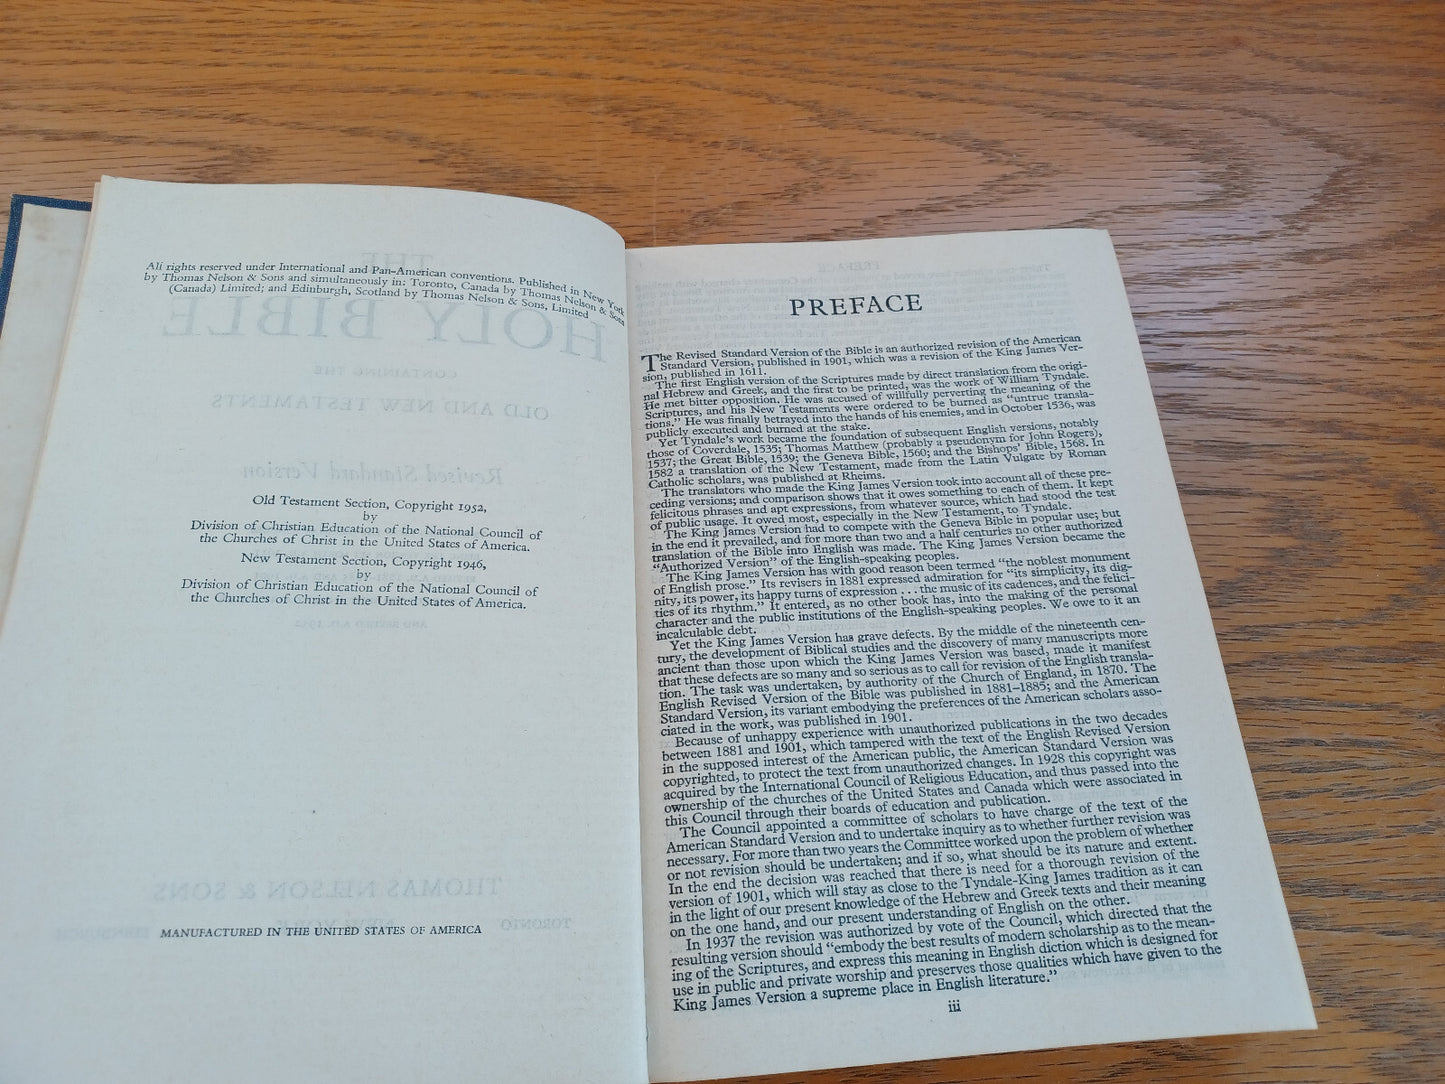 All rights reserved under International and Pan-American conventions. Published in New York
by Thomas Nelson & Sons and simultaneously in: Toronto, Canada by Thomas Nelson & Sons
(Canada) Limited; and Edinburgh, Scotland by Thomas Nelson & Sons, Limited
THE
HOLY BIBLE
CONTAINING THE
OLD AND NEW TESTAMENTS
Revised Standard Version
Old Testament Section, Copyright 1952,
by
Division of Christian Education of the National Council of
the Churches of Christ in the United States of America.
New Testament Section, Copyright 1946,
by
Division of Christian Education of the National Council of
the Churches of Christ in the United States of America.
AND REVISED A.D. 1952
THOMAS NELSON & SONS
TORONTO NEW YORK EDINBURGH
MANUFACTURED IN THE UNITED STATES OF AMERICA
PREFACE
The Revised Standard Version of the Bible is an authorized revision of the American
Standard Version, published in 1901, which was a revision of the King James Ver-
sion, published in 1611.
The first English version of the Scriptures made by direct translation from the origi-
nal Hebrew and Greek, and the first to be printed, was the work of William Tyndale.
He met bitter opposition. He was accused of willfully perverting the meaning of the
Scriptures, and his New Testaments were ordered to be burned as "untrue transla-
tions." He was finally betrayed into the hands of his enemies, and in October 1536, was
publicly executed and burned at the stake.
Yet Tyndale's work became the foundation of subsequent English versions, notably
those of Coverdale, 1535; Thomas Matthew (probably a pseudonym for John Rogers),
1537; the Great Bible, 1539; the Geneva Bible, 1560; and the Bishops' Bible, 1568. In
1582 a translation of the New Testament, made from the Latin Vulgate by Roman
Catholic scholars, was published at Rheims.
The translators who made the King James Version took into account all of these pre-
ceding versions; and comparison shows that it owes something to each of them. It kept
felicitous phrases and apt expressions, from whatever source, which had stood the test
of public usage. It owed most, especially in the New Testament, to Tyndale.
The King James Version had to compete with the Geneva Bible in popular use; but
in the end it prevailed, and for more than two and a half centuries no other authorized
translation of the Bible into English was made. The King James Version became the
"Authorized Version" of the English-speaking peoples.
The King James Version has with good reason been termed "the noblest monument
of English prose." Its revisers in 1881 expressed admiration for "its simplicity, its dig-
nity, its power, its happy turns of expression . . . the music of its cadences, and the felici-
ties of its rhythm." It entered, as no other book has, into the making of the personal
character and the public institutions of the English-speaking peoples. We owe to it an
incalculable debt.
Yet the King James Version has grave defects. By the middle of the nineteenth cen-
tury, the development of Biblical studies and the discovery of many manuscripts more
ancient than those upon which the King James Version was based, made it manifest
that these defects are so many and so serious as to call for revision of the English transla-
tion. The task was undertaken, by authority of the Church of England, in 1870. The
English Revised Version of the Bible was published in 1881-1885; and the American
Standard Version, its variant embodying the preferences of the American scholars asso-
ciated in the work, was published in 1901.
Because of unhappy experience with unauthorized publications in the two decades
between 1881 and 1901, which tampered with the text of the English Revised Version
in the supposed interest of the American public, the American Standard Version was
copyrighted, to protect the text from unauthorized changes. In 1928 this copyright was
acquired by the International Council of Religious Education, and thus passed into the
ownership of the churches of the United States and Canada which were associated in
this Council through their boards of education and publication.
The Council appointed a committee of scholars to have charge of the text of the
American Standard Version and to undertake inquiry as to whether further revision was
necessary. For more than two years the Committee worked upon the problem of whether
or not revision should be undertaken; and if so, what should be its nature and extent.
In the end the decision was reached that there is need for a thorough revision of the
version of 1901, which will stay as close to the Tyndale-King James tradition as it can
in the light of our present knowledge of the Hebrew and Greek texts and their meaning
on the one hand, and our present understanding of English on the other.
In 1937 the revision was authorized by vote of the Council, which directed that the
resulting version should "embody the best results of modern scholarship as to the mean-
ing of the Scriptures, and express this meaning in English diction which is designed for
use in public and private worship and preserves those qualities which have given to the
King James Version a supreme place in English literature."
iii